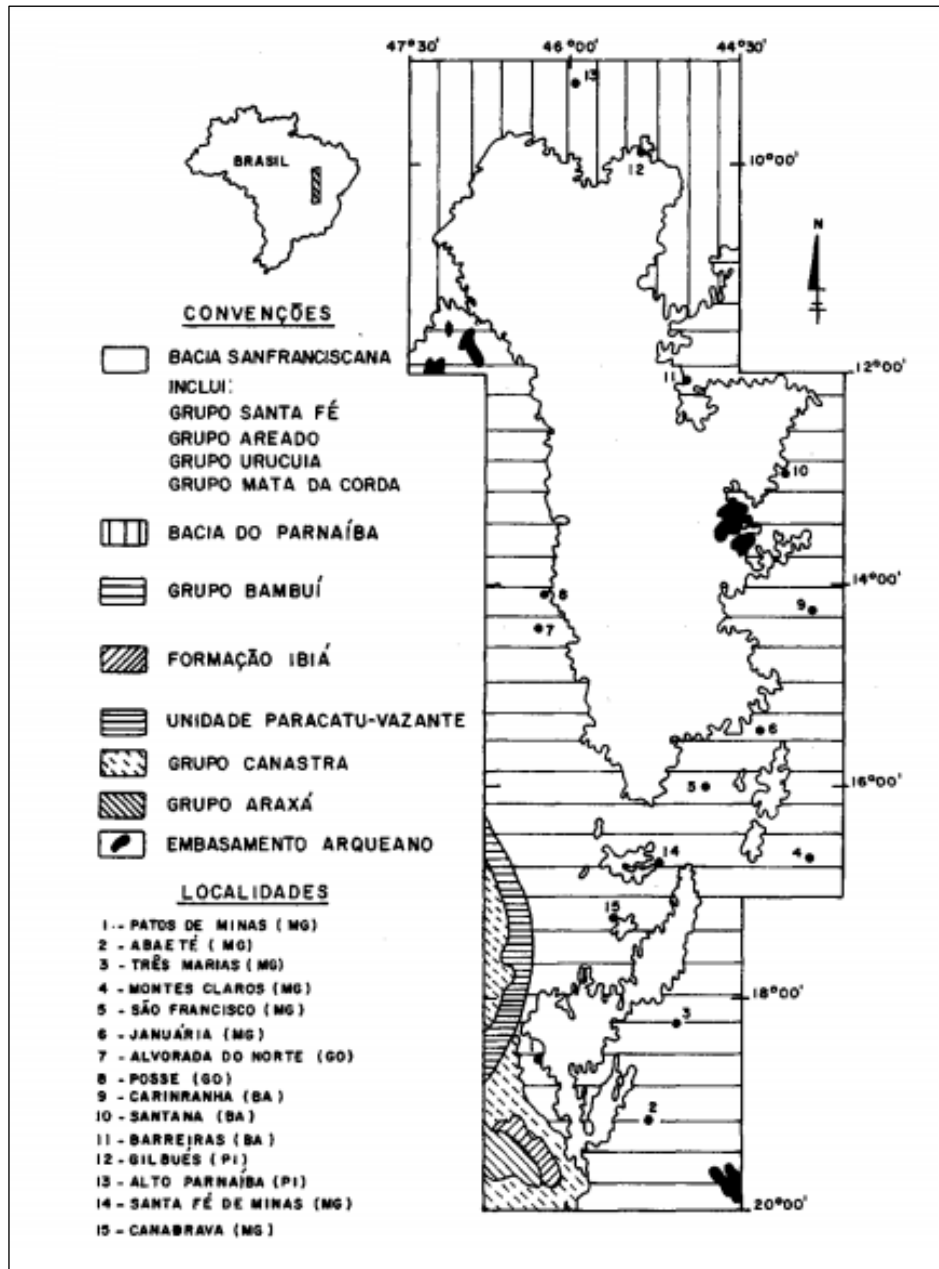 47°30'
46°00'
44°30'
13
BRASIL
12
10°00'
N
CONVENÇÕES
BACIA SANFRANCISCANA
INCLUI:
GRUPO SANTA FÉ
GRUPO AREADO
GRUPO URUCUIA
GRUPO MATA DA CORDA
BACIA DO PARNAÍBA
GRUPO BAMBUÍ
FORMAÇÃO IBIÁ
UNIDADE PARACATU-VAZANTE
GRUPO CANASTRA
GRUPO ARAXÁ
EMBASAMENTO ARQUEANO
LOCALIDADES
1.- PATOS DE MINAS (MG)
2 - ABAETÉ (MG)
3 - TRÊS MARIAS (MG)
4 - MONTES CLAROS (MG)
5 - SÃO FRANCISCO (MG)
6 - JANUÁRIA (MG)
7 - ALVORADA DO NORTE (GO)
8 - POSSE (GO)
9 - CARINRANHA (BA)
10 - SANTANA (BA)
11 - BARREIRAS (BA)
12 - GILBUÉS (PI)
13 - ALTO PARNAÍBA (PI)
14 - SANTA FÉ DE MINAS (MG)
15 - CANABRAVA (MG)
11
12°00'
10
14°00'
8
9
7
6
5
16°00'
4
14
15
18°00'
3
1
2
20°00'